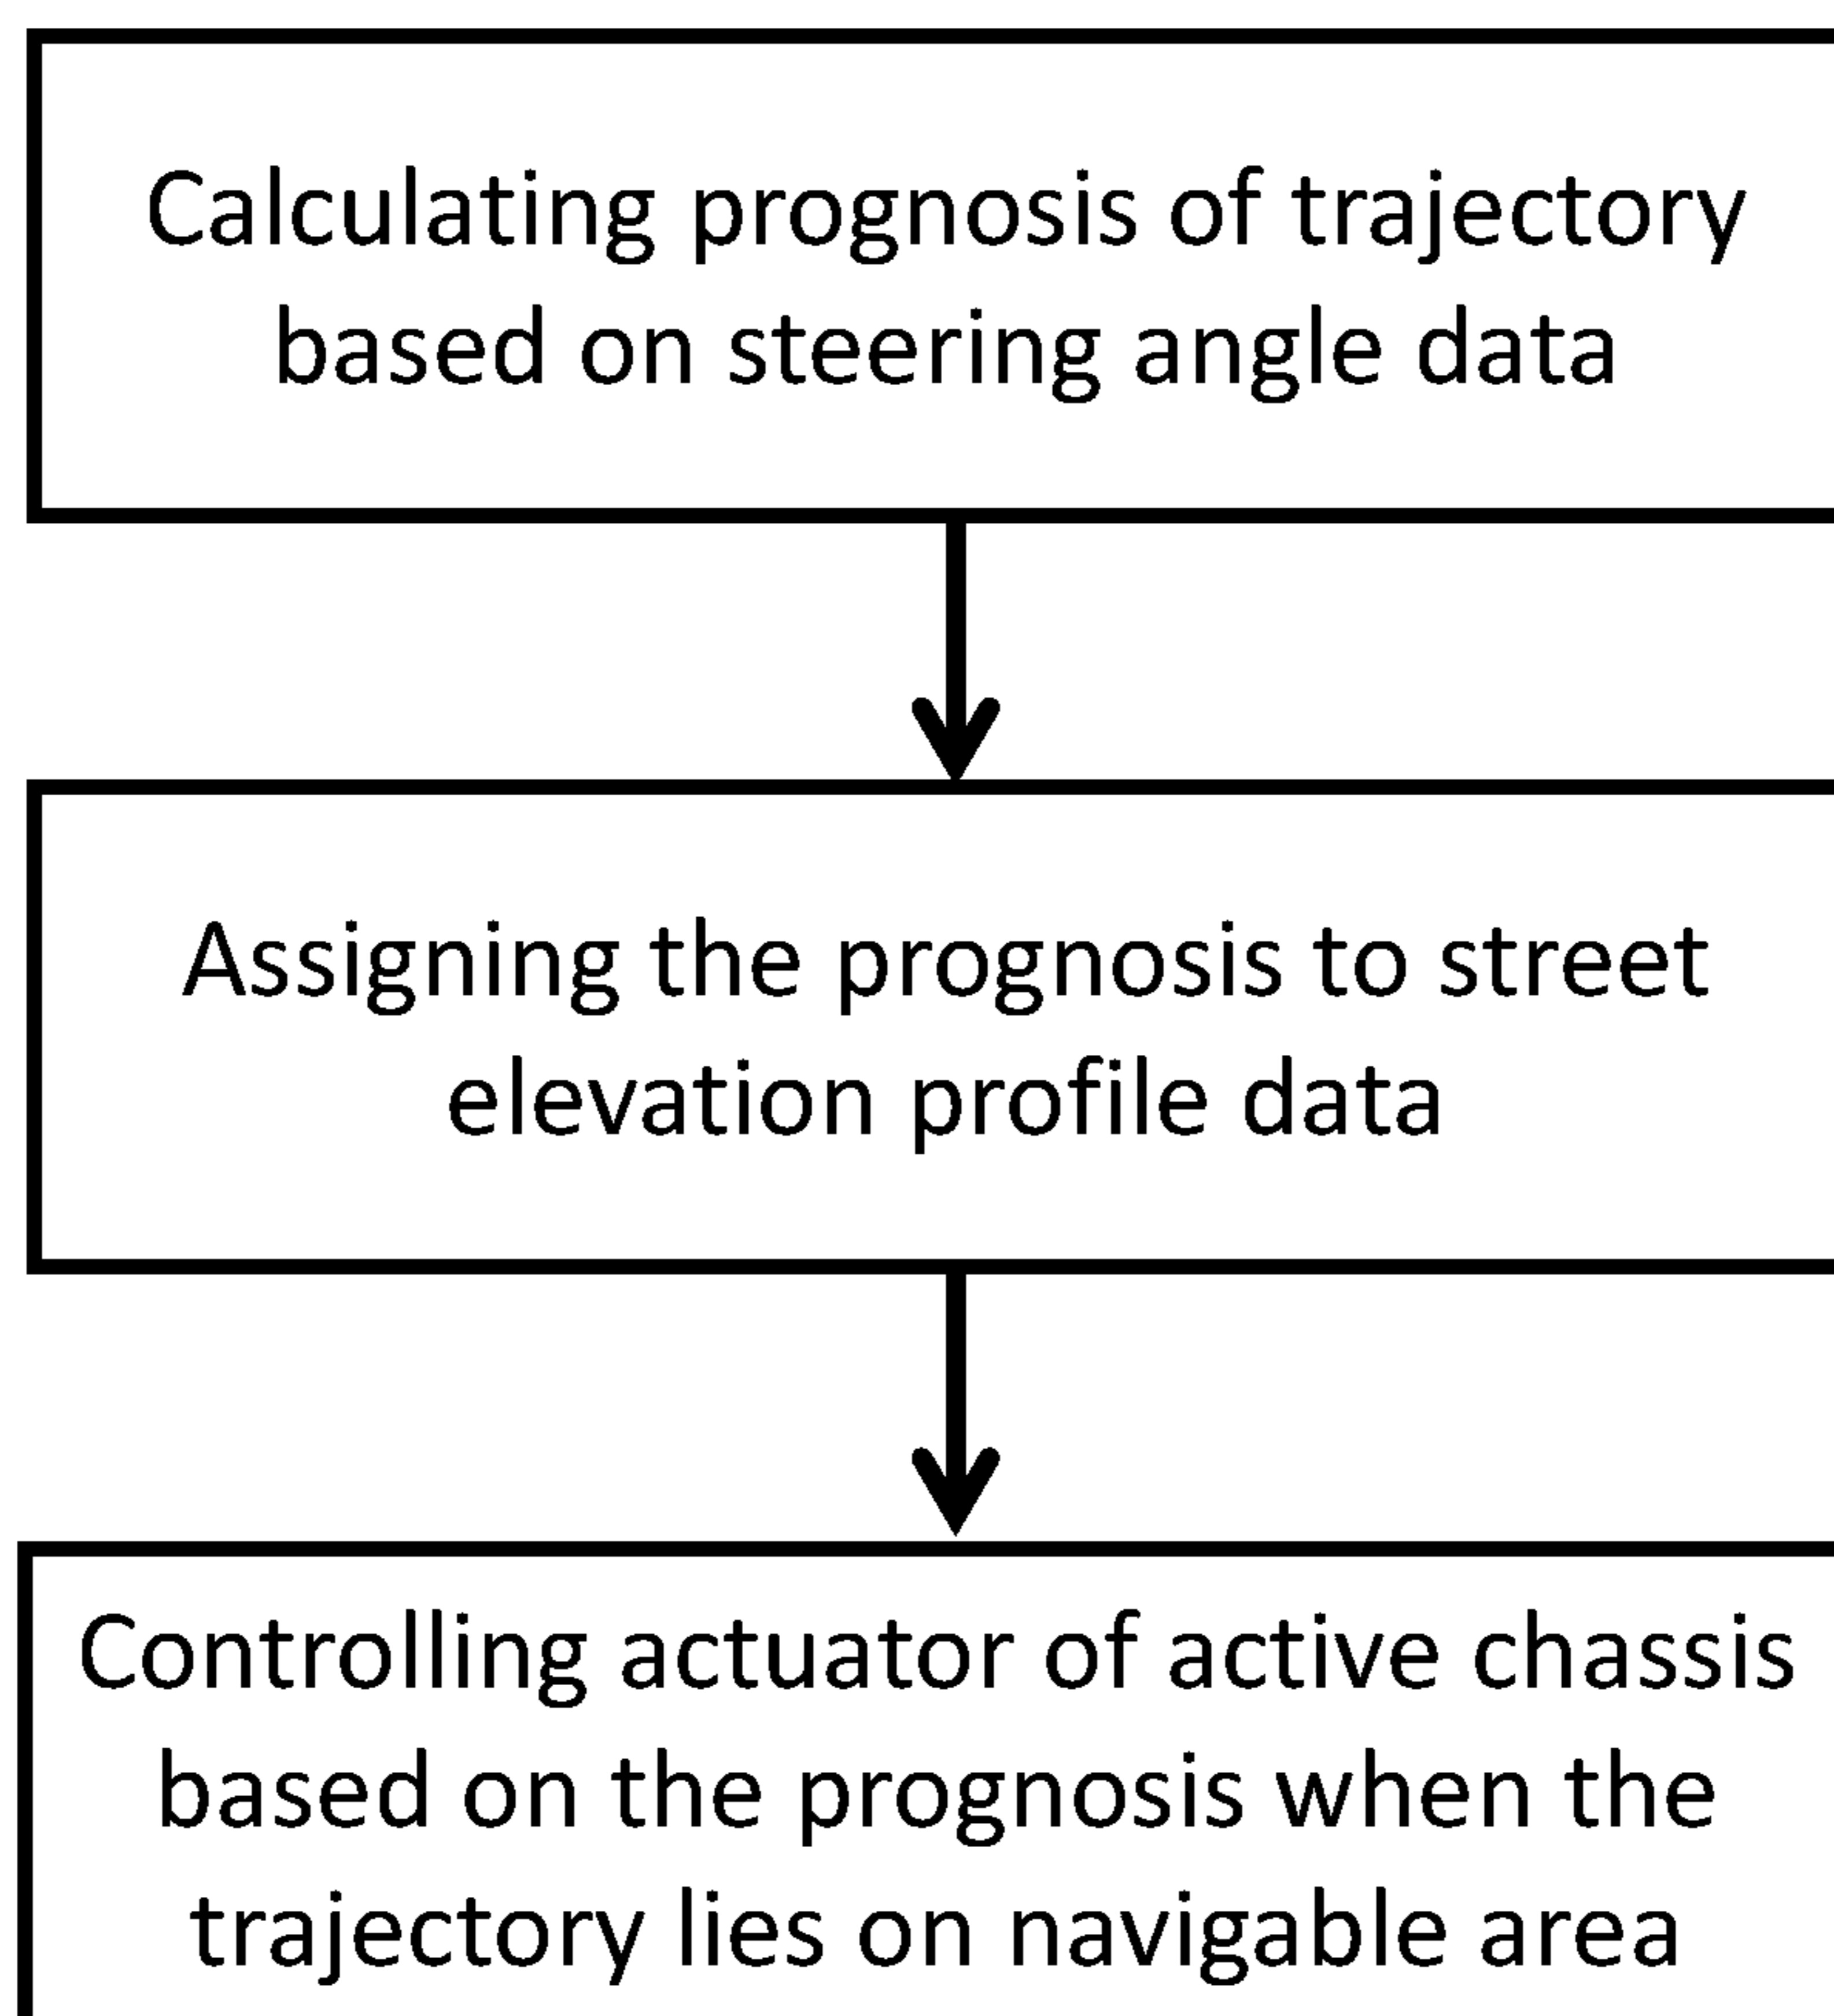 Calculating prognosis of trajectory
based on steering angle data
Assigning the prognosis to street
elevation profile data
Controlling actuator of active chassis
based on the prognosis when the
trajectory lies on navigable area